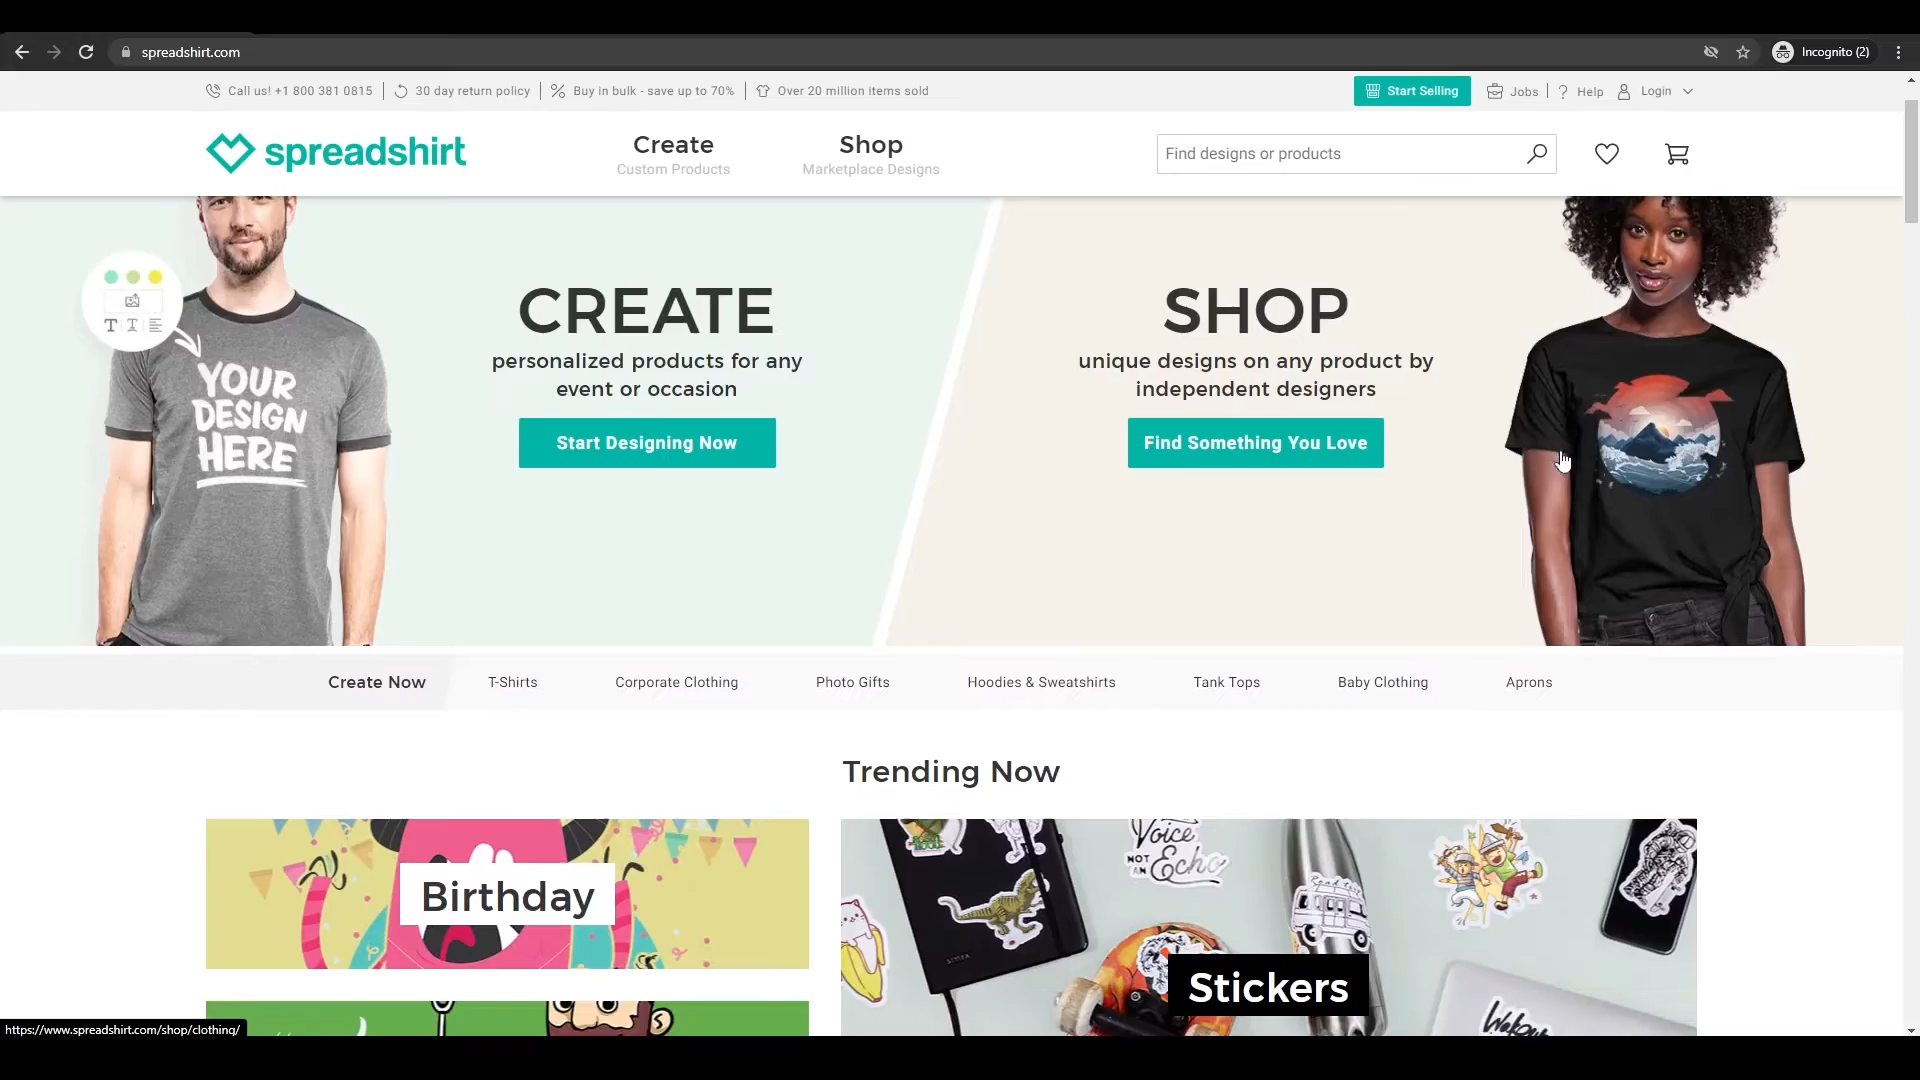 spreadshirt.com
Incognito (2)
Call us! +1 800 381 0815
30 day return policy
Buy in bulk - save up to 70%
Over 20 million items sold
Start Selling
Jobs
? Help
Login
spreadshirt
Create
Custom Products
Shop
Marketplace Designs
Find designs or products
T T
YOUR
DESIGN
HERE
CREATE
personalized products for any
event or occasion
Start Designing Now
SHOP
unique designs on any product by
independent designers
Find Something You Love
Create Now
T-Shirts
Corporate Clothing
Photo Gifts
Hoodies & Sweatshirts
Tank Tops
Baby Clothing
Aprons
Trending Now
Birthday
Voice
NOT
AN Echo
Stickers
https://www.spreadshirt.com/shop/clothing/